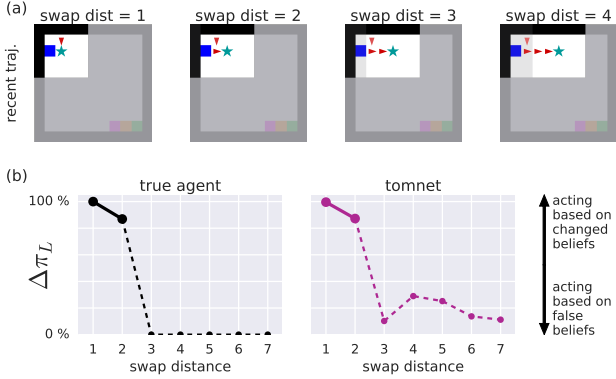 (a)
swap dist = 1
swap dist = 2
swap dist = 3
swap dist = 4
recent traj.
(b)
true agent
tomnet
100 %
0 %
Δπ_L
1 2 3 4 5 6 7
swap distance
1 2 3 4 5 6 7
swap distance
acting
based on
changed
beliefs
acting
based on
false
beliefs